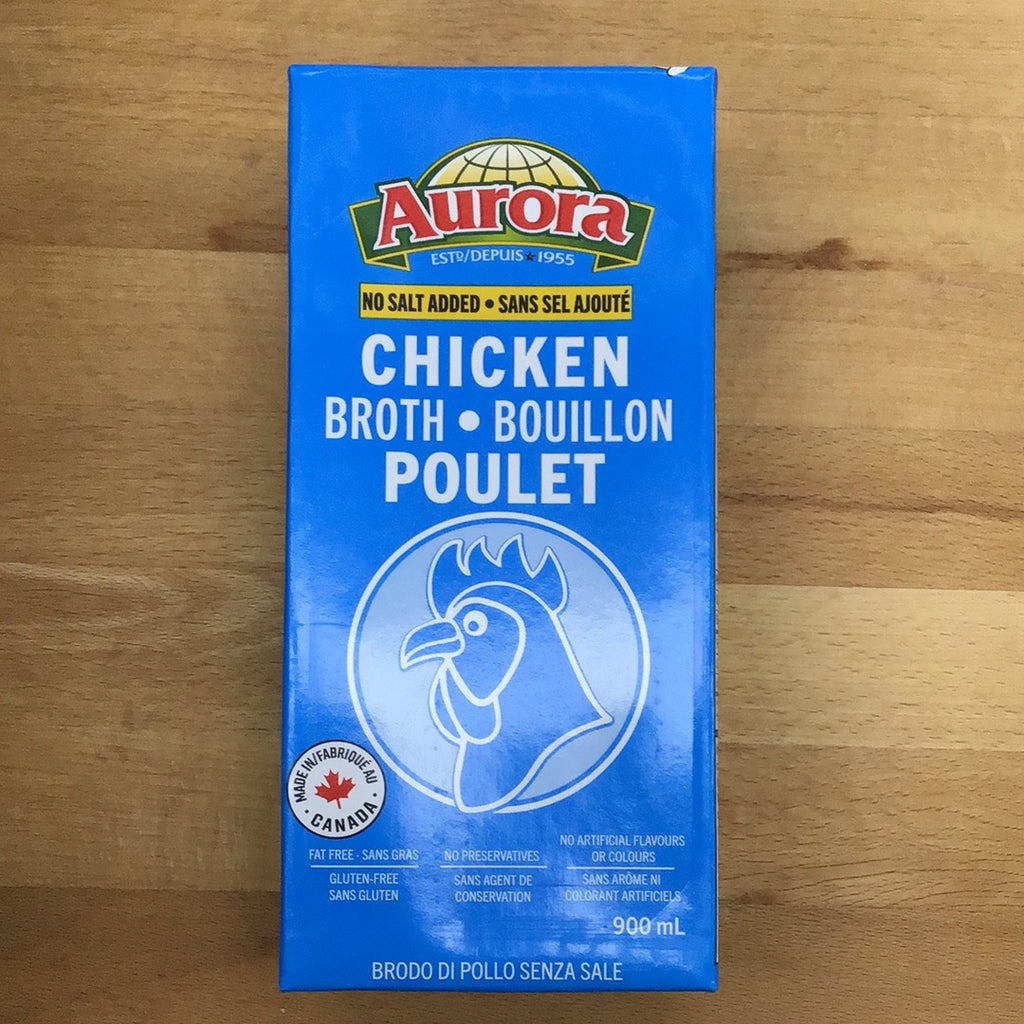 Aurora
ESTD/DEPUIS ★ 1955
NO SALT ADDED • SANS SEL AJOUTÉ
CHICKEN
BROTH • BOUILLON
POULET
MADE IN/FABRIQUÉ AU
• CANADA •
FAT FREE - SANS GRAS
GLUTEN-FREE
SANS GLUTEN
NO PRESERVATIVES
SANS AGENT DE
CONSERVATION
NO ARTIFICIAL FLAVOURS
OR COLOURS
SANS ARÔME NI
COLORANT ARTIFICIELS
900 mL
BRODO DI POLLO SENZA SALE